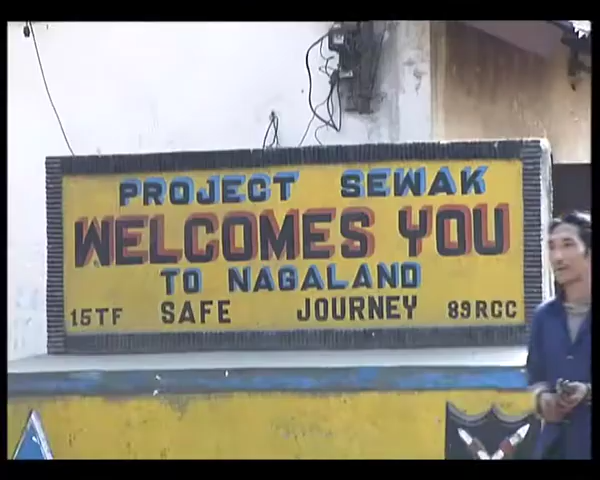 PROJECT SEWAK
WELCOMES YOU
TO NAGALAND
15TF SAFE JOURNEY 89RCC